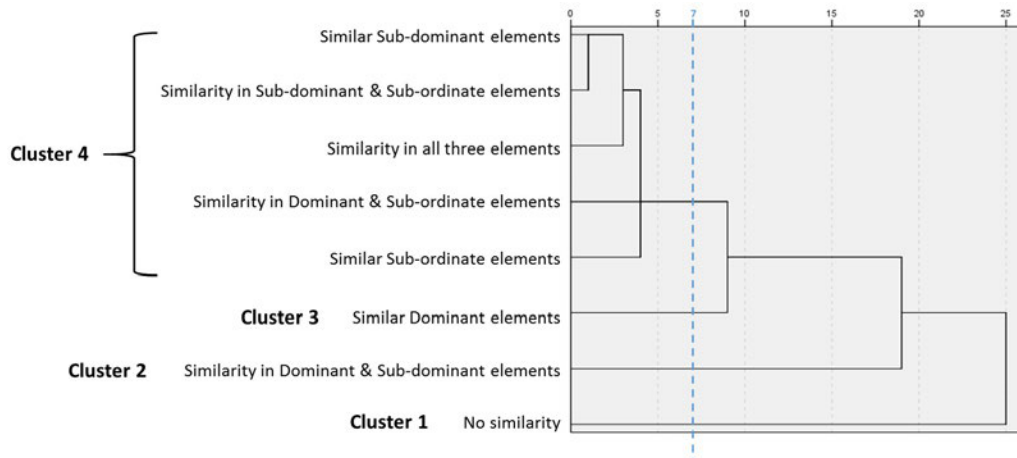 0 5 7 10 15 20 25
Similar Sub-dominant elements
Similarity in Sub-dominant & Sub-ordinate elements
Cluster 4 Similarity in all three elements
Similarity in Dominant & Sub-ordinate elements
Similar Sub-ordinate elements
Cluster 3 Similar Dominant elements
Cluster 2 Similarity in Dominant & Sub-dominant elements
Cluster 1 No similarity